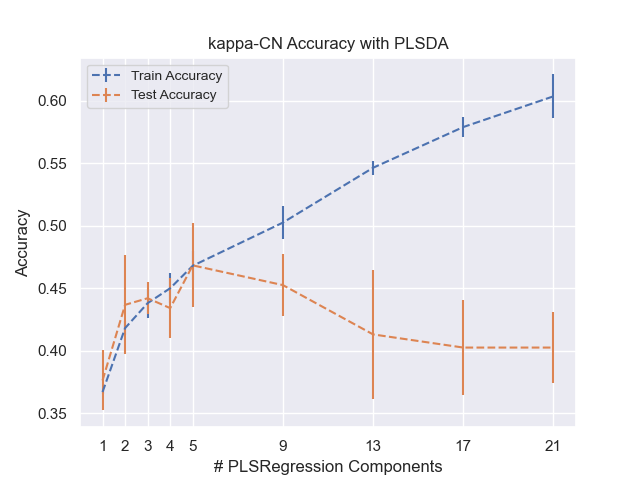 kappa-CN Accuracy with PLSDA
Train Accuracy
Test Accuracy
Accuracy
0.60
0.55
0.50
0.45
0.40
0.35
1 2 3 4 5 9 13 17 21
# PLSRegression Components